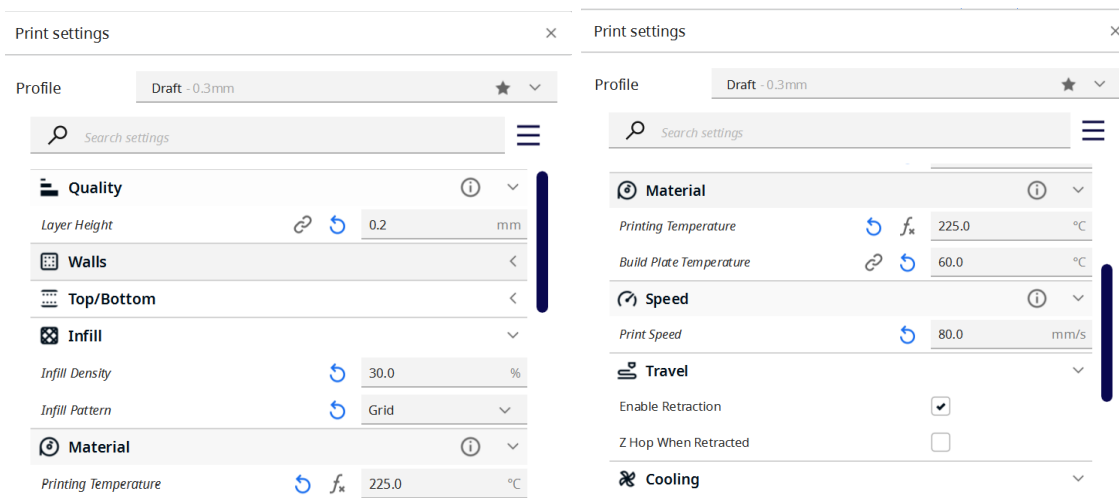 Print settings
Profile
Draft - 0.3mm
Search settings
Quality
Layer Height 0.2 mm
Walls
Top/Bottom
Infill
Infill Density 30.0 %
Infill Pattern Grid
Material
Printing Temperature 225.0 °C
Print settings
Profile
Draft - 0.3mm
Search settings
Material
Printing Temperature 225.0 °C
Build Plate Temperature 60.0 °C
Speed
Print Speed 80.0 mm/s
Travel
Enable Retraction
Z Hop When Retracted
Cooling